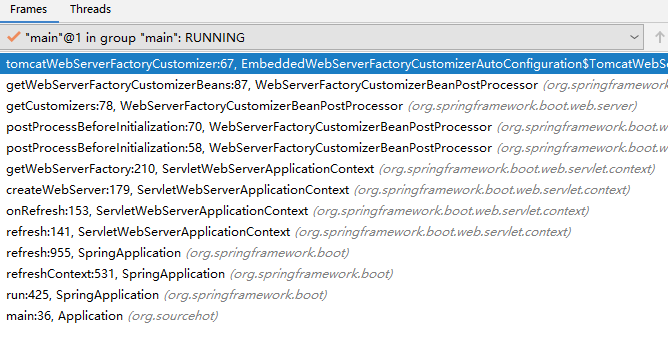 Frames Threads
"main"@1 in group "main": RUNNING
tomcatWebServerFactoryCustomizer:67, EmbeddedWebServerFactoryCustomizerAutoConfiguration$TomcatWebSe
getWebServerFactoryCustomizerBeans:87, WebServerFactoryCustomizerBeanPostProcessor (org.springframework.boot.w
getCustomizers:78, WebServerFactoryCustomizerBeanPostProcessor (org.springframework.boot.web.server)
postProcessBeforeInitialization:70, WebServerFactoryCustomizerBeanPostProcessor (org.springframework.boot.web.
postProcessBeforeInitialization:58, WebServerFactoryCustomizerBeanPostProcessor (org.springframework.boot.web.
getWebServerFactory:210, ServletWebServerApplicationContext (org.springframework.boot.web.servlet.context)
createWebServer:179, ServletWebServerApplicationContext (org.springframework.boot.web.servlet.context)
onRefresh:153, ServletWebServerApplicationContext (org.springframework.boot.web.servlet.context)
refresh:141, ServletWebServerApplicationContext (org.springframework.boot.web.servlet.context)
refresh:955, SpringApplication (org.springframework.boot)
refreshContext:531, SpringApplication (org.springframework.boot)
run:425, SpringApplication (org.springframework.boot)
main:36, Application (org.sourcehot)